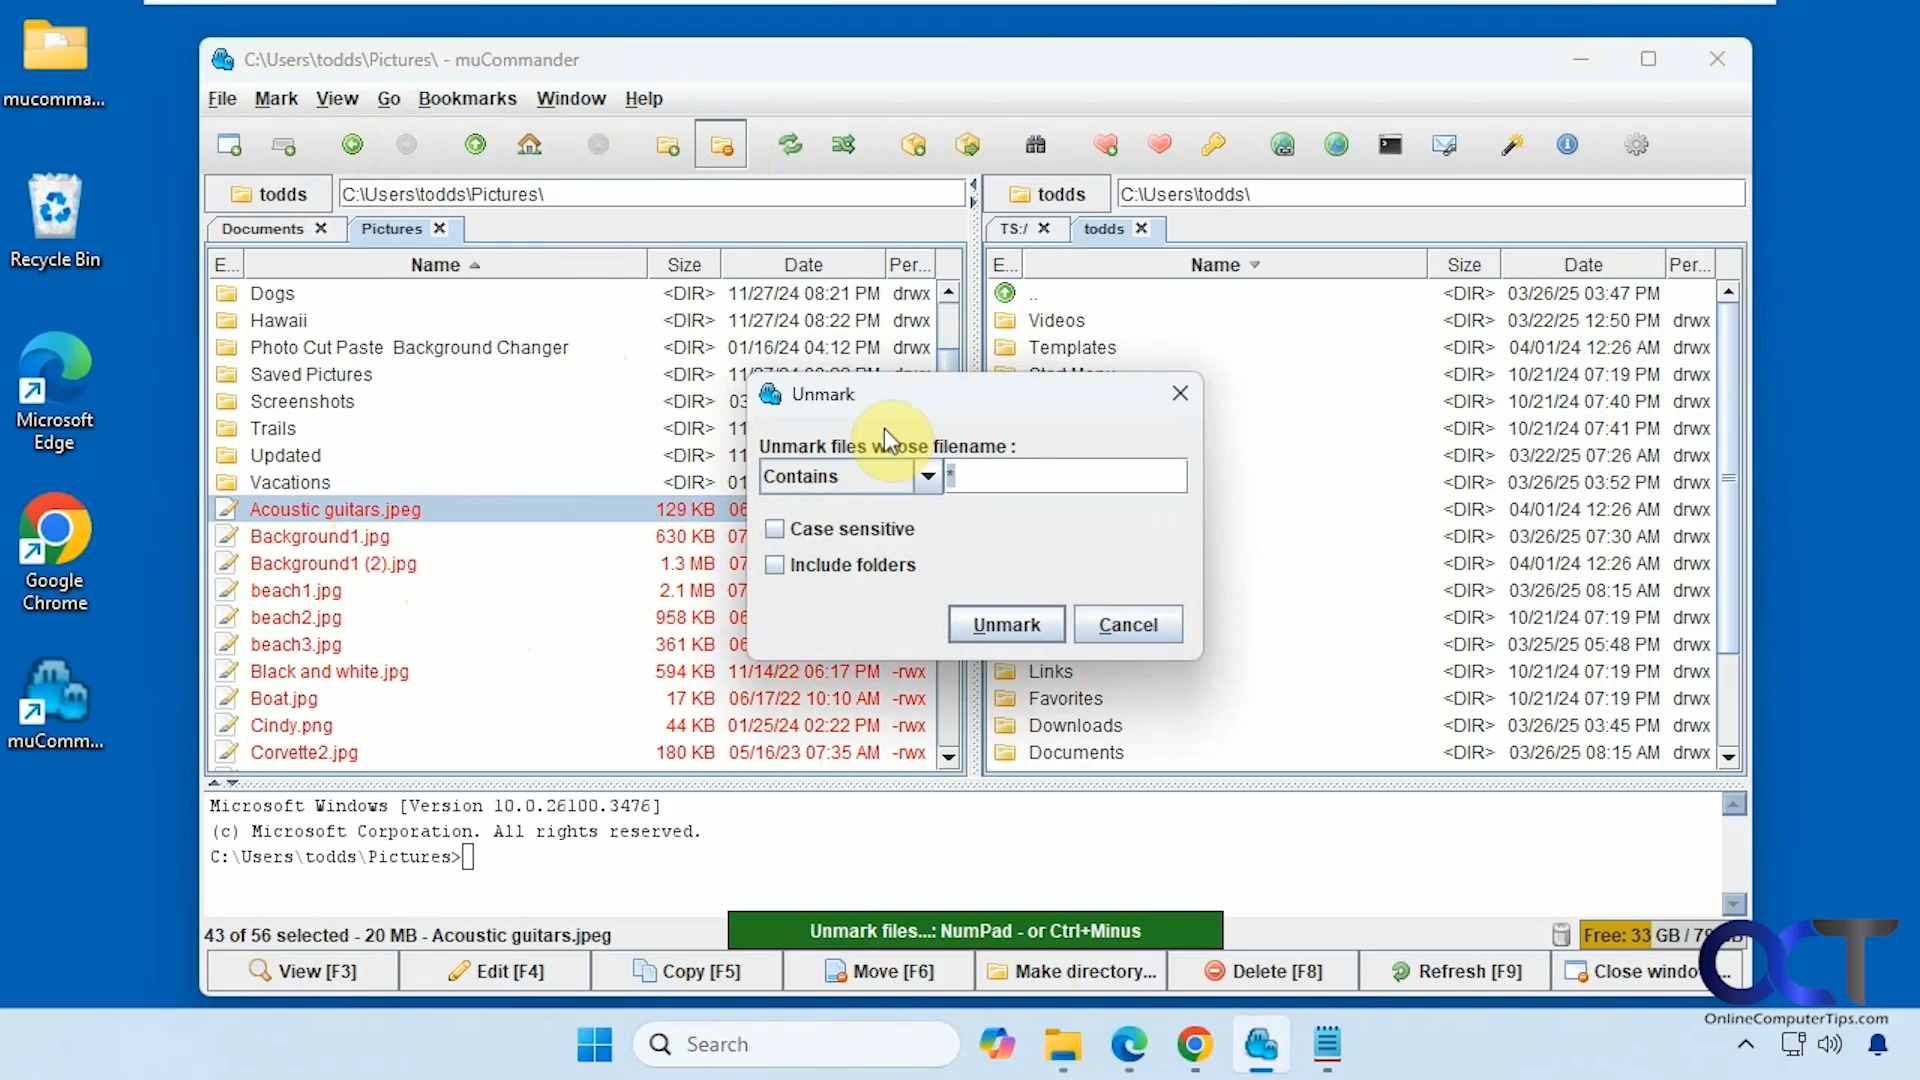 mucomma...
Recycle Bin
Microsoft
Edge
Google
Chrome
muComm...
C:\Users\todds\Pictures\ - muCommander
File Mark View Go Bookmarks Window Help
todds C:\Users\todds\Pictures\
Documents Pictures
E... Name Size Date Per...
Dogs <DIR> 11/27/24 08:21 PM drwx
Hawaii <DIR> 11/27/24 08:22 PM drwx
Photo Cut Paste Background Changer <DIR> 01/16/24 04:12 PM drwx
Saved Pictures <DIR>
Screenshots <DIR> 03
Trails <DIR> 11
Updated <DIR> 11
Vacations <DIR> 01
Acoustic guitars.jpeg 129 KB 06
Background1.jpg 630 KB 07
Background1 (2).jpg 1.3 MB 07
beach1.jpg 2.1 MB 07
beach2.jpg 958 KB 06
beach3.jpg 361 KB 06
Black and white.jpg 594 KB 11/14/22 06:17 PM -rwx
Boat.jpg 17 KB 06/17/22 10:10 AM -rwx
Cindy.png 44 KB 01/25/24 02:22 PM -rwx
Corvette2.jpg 180 KB 05/16/23 07:35 AM -rwx
todds C:\Users\todds\
TS:/ todds
E... Name Size Date Per...
.. <DIR> 03/26/25 03:47 PM
Videos <DIR> 03/22/25 12:50 PM drwx
Templates <DIR> 04/01/24 12:26 AM drwx
Start Menu <DIR> 10/21/24 07:19 PM drwx
<DIR> 10/21/24 07:40 PM drwx
<DIR> 10/21/24 07:41 PM drwx
<DIR> 03/22/25 07:26 AM drwx
<DIR> 03/26/25 03:52 PM drwx
<DIR> 04/01/24 12:26 AM drwx
<DIR> 03/26/25 07:30 AM drwx
<DIR> 04/01/24 12:26 AM drwx
<DIR> 03/26/25 08:15 AM drwx
<DIR> 10/21/24 07:19 PM drwx
<DIR> 03/25/25 05:48 PM drwx
Links <DIR> 10/21/24 07:19 PM drwx
Favorites <DIR> 10/21/24 07:19 PM drwx
Downloads <DIR> 03/26/25 03:45 PM drwx
Documents <DIR> 03/26/25 08:15 AM drwx
Unmark
Unmark files whose filename :
Contains *
Case sensitive
Include folders
Unmark Cancel
Microsoft Windows [Version 10.0.26100.3476]
(c) Microsoft Corporation. All rights reserved.
C:\Users\todds\Pictures>
43 of 56 selected - 20 MB - Acoustic guitars.jpeg
Unmark files...: NumPad - or Ctrl+Minus
Free: 33 GB /
View [F3] Edit [F4] Copy [F5] Move [F6] Make directory... Delete [F8] Refresh [F9] Close windo...
OCT
OnlineComputerTips.com
Search